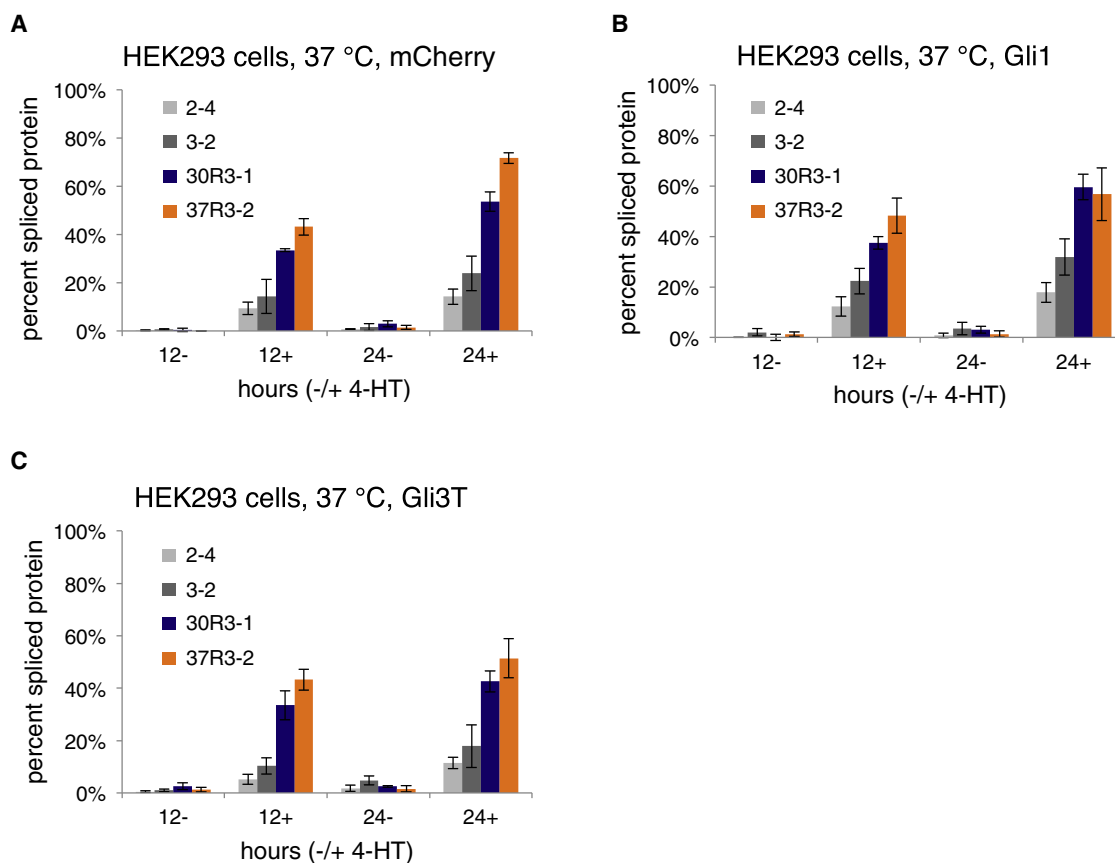 A
HEK293 cells, 37 °C, mCherry
percent spliced protein
100%
80%
60%
40%
20%
0%
2-4
3-2
30R3-1
37R3-2
12-
12+
24-
24+
hours (-/+ 4-HT)
B
HEK293 cells, 37 °C, Gli1
percent spliced protein
100%
80%
60%
40%
20%
0%
2-4
3-2
30R3-1
37R3-2
12-
12+
24-
24+
hours (-/+ 4-HT)
C
HEK293 cells, 37 °C, Gli3T
percent spliced protein
100%
80%
60%
40%
20%
0%
2-4
3-2
30R3-1
37R3-2
12-
12+
24-
24+
hours (-/+ 4-HT)